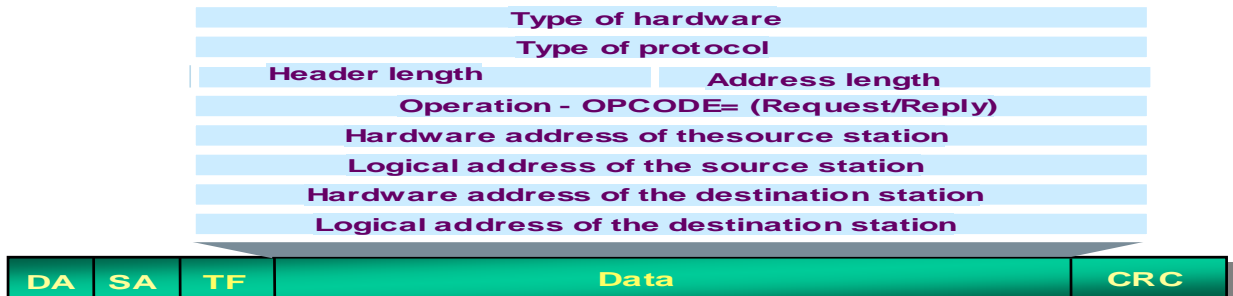 Type of hardware
Type of protocol
Header length Address length
Operation - OPCODE= (Request/Reply)
Hardware address of thesource station
Logical address of the source station
Hardware address of the destination station
Logical address of the destination station
DA SA TF Data CRC